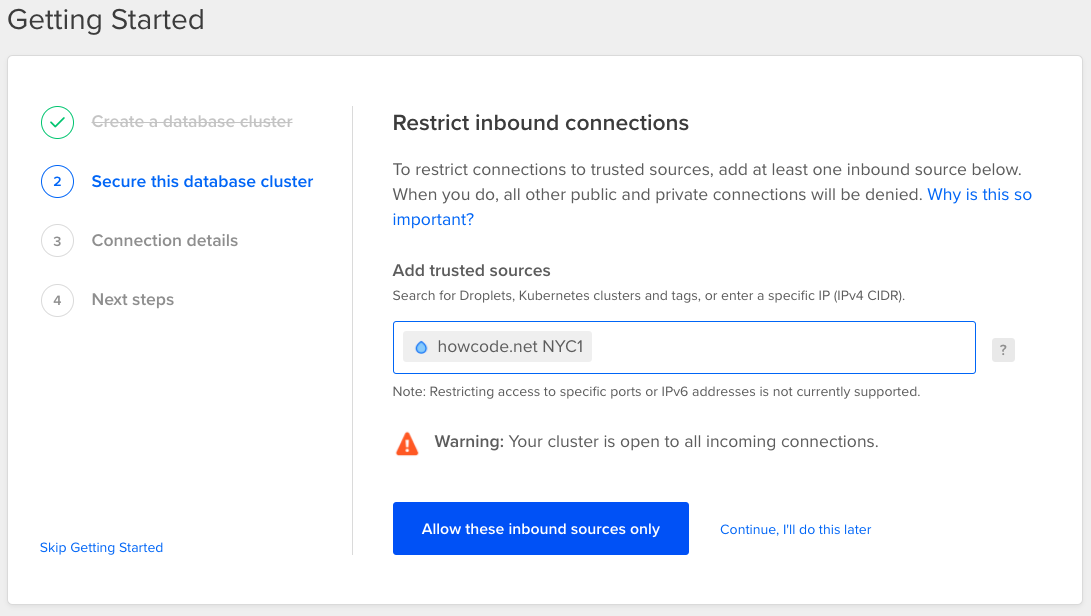 Getting Started
Create a database cluster
2
Secure this database cluster
3
Connection details
4
Next steps
Skip Getting Started
Restrict inbound connections
To restrict connections to trusted sources, add at least one inbound source below.
When you do, all other public and private connections will be denied. Why is this so
important?
Add trusted sources
Search for Droplets, Kubernetes clusters and tags, or enter a specific IP (IPv4 CIDR).
howcode.net NYC1
?
Note: Restricting access to specific ports or IPv6 addresses is not currently supported.
Warning: Your cluster is open to all incoming connections.
Allow these inbound sources only
Continue, I'll do this later